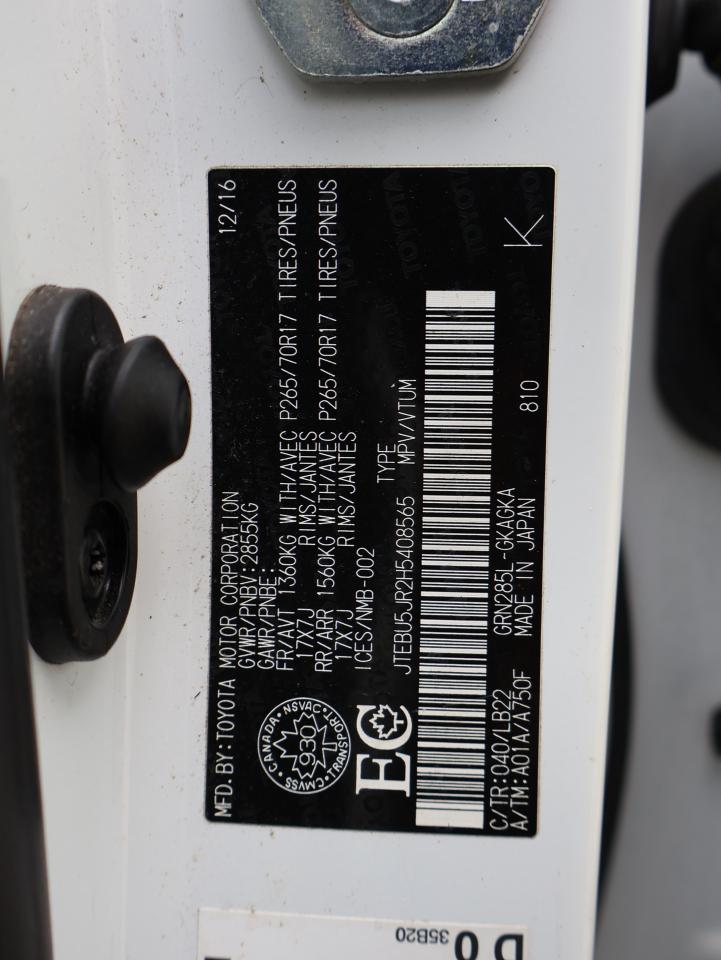 MFD. BY: TOYOTA MOTOR CORPORATION 12/16
GVWR/PNBV: 2855KG
GAWR/PNBE:
FR/AVT 1360KG WITH/AVEC P265/70R17 TIRES/PNEUS
17X7J RIMS/JANTES
RR/ARR 1560KG WITH/AVEC P265/70R17 TIRES/PNEUS
17X7J RIMS/JANTES
ICES/NMB-002
CANADA · NSVAC · TRANSPORT · CMVSS
930
EC
JTEBU5JR2H5408565
TYPE
MPV/VTUM
C/TR: 040/LB22 GRN285L-GKAGKA 810 K
A/TM: A01A/A750F MADE IN JAPAN
35B20
D 0